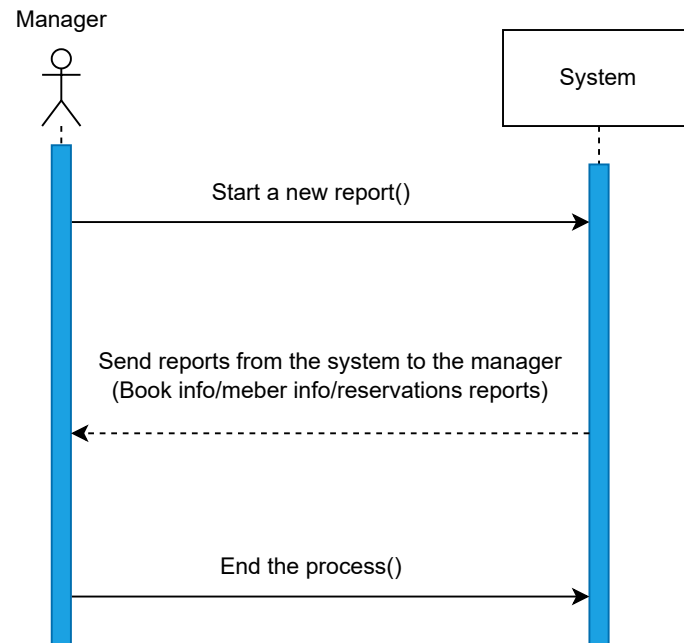 Manager
System
Start a new report()
Send reports from the system to the manager
(Book info/meber info/reservations reports)
End the process()